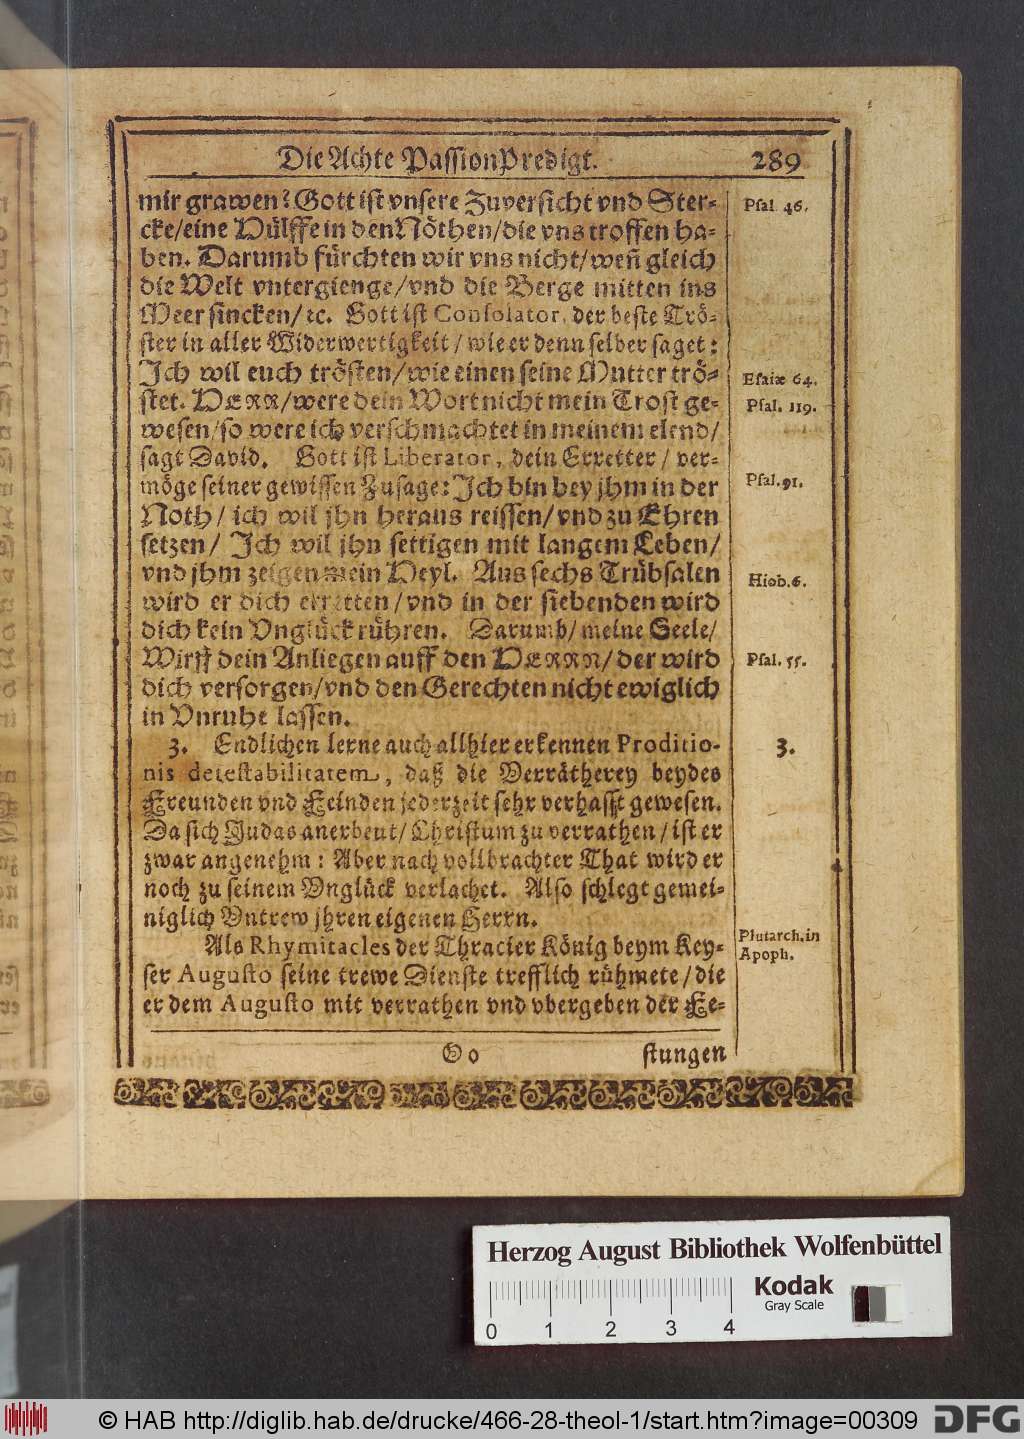 Die Achte PassionPredigt. 289
mir grawen? Gott ist vnsere Zuversicht vnd Ster-
cke/eine Hülffe in den Nöthen/die vns troffen ha-
ben. Darumb fürchten wir vns nicht/weñ gleich
die Welt vntergienge/vnd die Berge mitten ins
Meer sincken/ ꝛc. Gott ist Consolator, der beste Trö-
ster in aller Widerwertigkeit/ wie er denn selber saget:
Ich wil euch trösten/wie einen seine Mutter trö-
stet. HERR/were dein Wort nicht mein Trost ge-
wesen/so were ich verschmachtet in meinem elend/
sagt David. Gott ist Liberator, dein Erretter/ ver-
möge seiner gewissen Zusage: Ich bin bey jhm in der
Noth/ ich wil jhn heraus reissen/vnd zu Ehren
setzen/ Ich wil jhn settigen mit langem Leben/
vnd jhm zeigen mein Heyl. Aus sechs Trübsalen
wird er dich erretten/vnd in der siebenden wird
dich kein Vnglück rühren. Darumb/ meine Seele/
Wirff dein Anliegen auff den HERRN/ der wird
dich versorgen/vnd den Gerechten nicht ewiglich
in Vnruhe lassen.
3. Endlichen lerne auch allhier erkennen Proditio-
nis detestabilitatem, daß die Verrätherey beydes
Freunden vnd Feinden jederzeit sehr verhasst gewesen.
Da sich Judas anerbeut/ Christum zu verrathen/ ist er
zwar angenehm: Aber nach vollbrachter That wird er
noch zu seinem Vnglück verlachet. Also schlegt gemei-
niglich Vntrew jhren eigenen Herrn.
Als Rhymitacles der Thracier König beym Key-
ser Augusto seine trewe Dienste trefflich rühmete/ die
er dem Augusto mit verrathen vnd vbergeben der Fe-
Oo stungen
Psal. 46.
Esaiæ 64.
Psal. 119.
Psal. 91.
Hiob. 6.
Psal. 55.
3.
Plutarch. in
Apoph.
Herzog August Bibliothek Wolfenbüttel
Kodak
Gray Scale
0 1 2 3 4
© HAB http://diglib.hab.de/drucke/466-28-theol-1/start.htm?image=00309
DFG